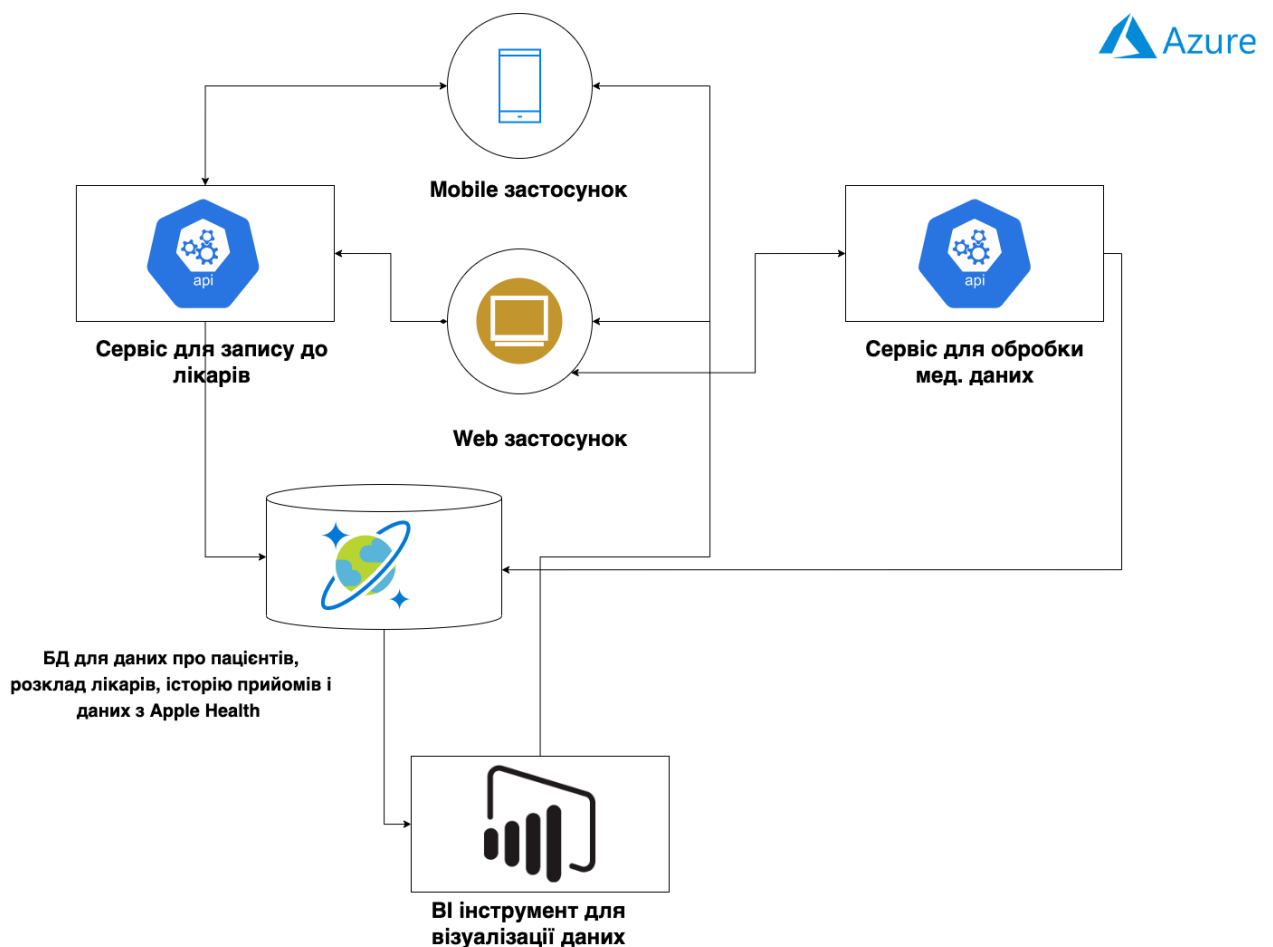 Azure
Mobile застосунок
api
api
Сервіс для запису до
лікарів
Сервіс для обробки
мед. даних
Web застосунок
БД для даних про пацієнтів,
розклад лікарів, історію прийомів і
даних з Apple Health
BI інструмент для
візуалізації даних